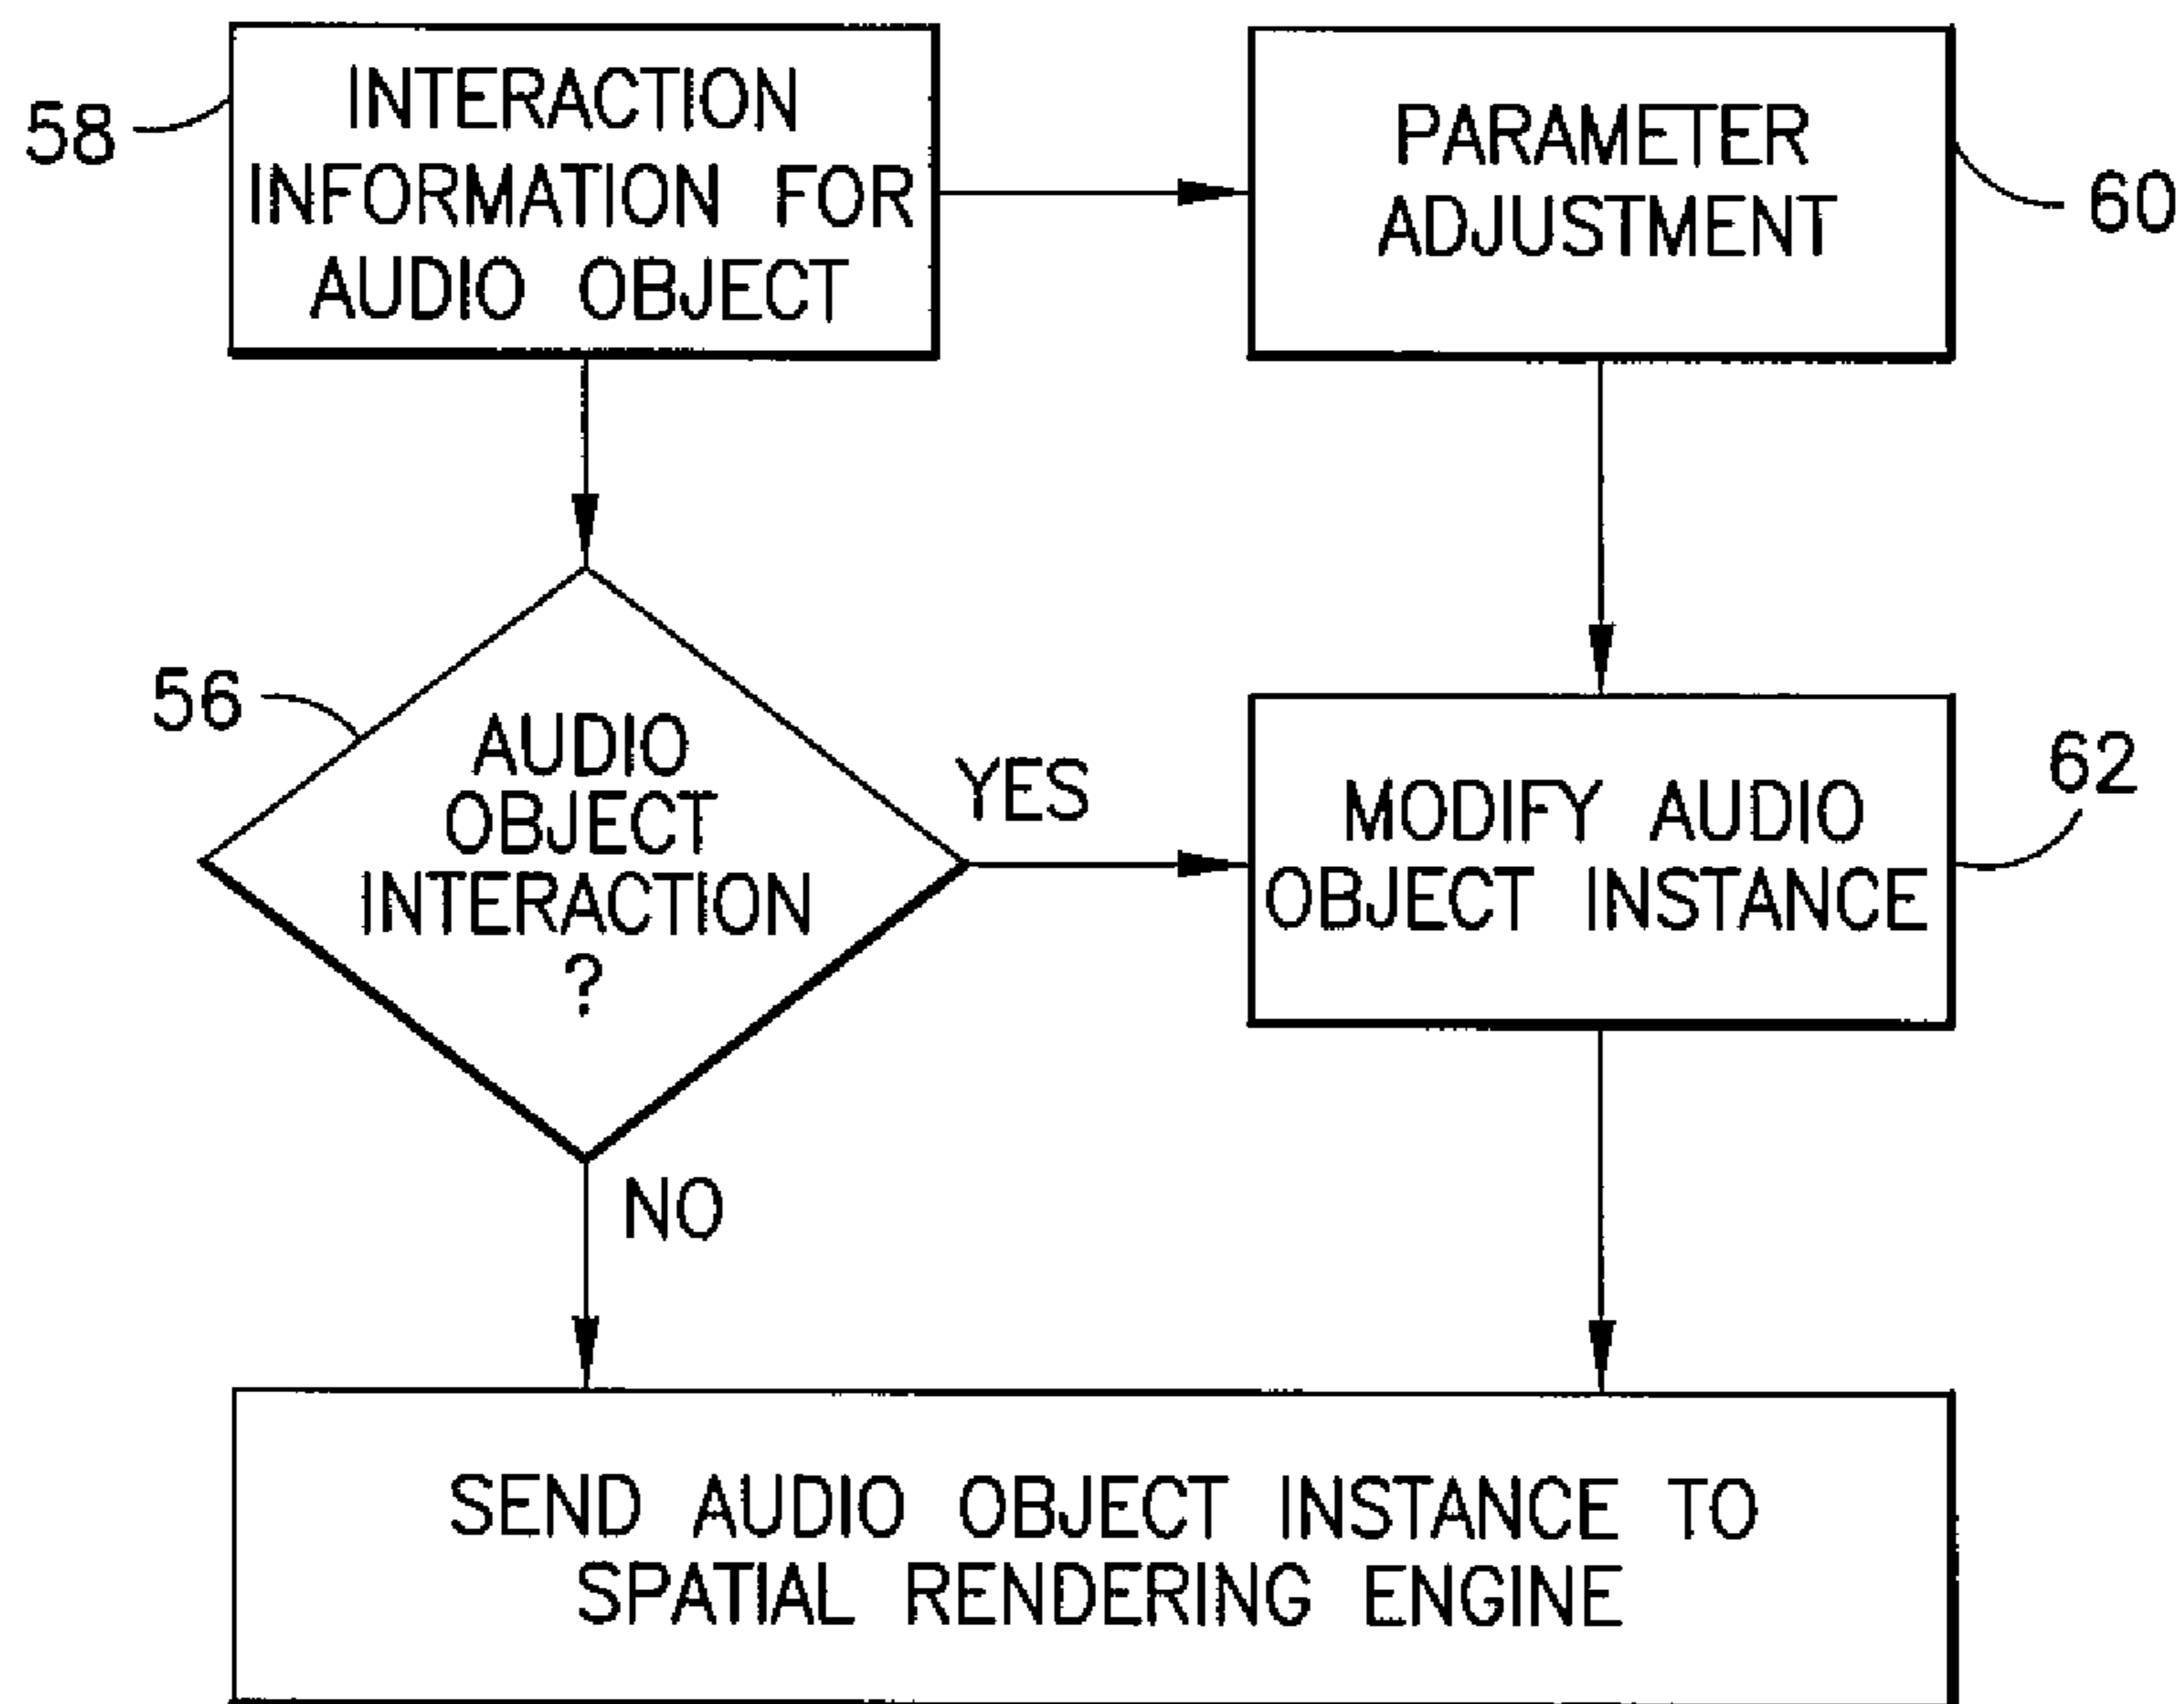 58
INTERACTION
INFORMATION FOR
AUDIO OBJECT
PARAMETER
ADJUSTMENT
60
56
AUDIO
OBJECT
INTERACTION
?
YES
MODIFY AUDIO
OBJECT INSTANCE
62
NO
SEND AUDIO OBJECT INSTANCE TO
SPATIAL RENDERING ENGINE